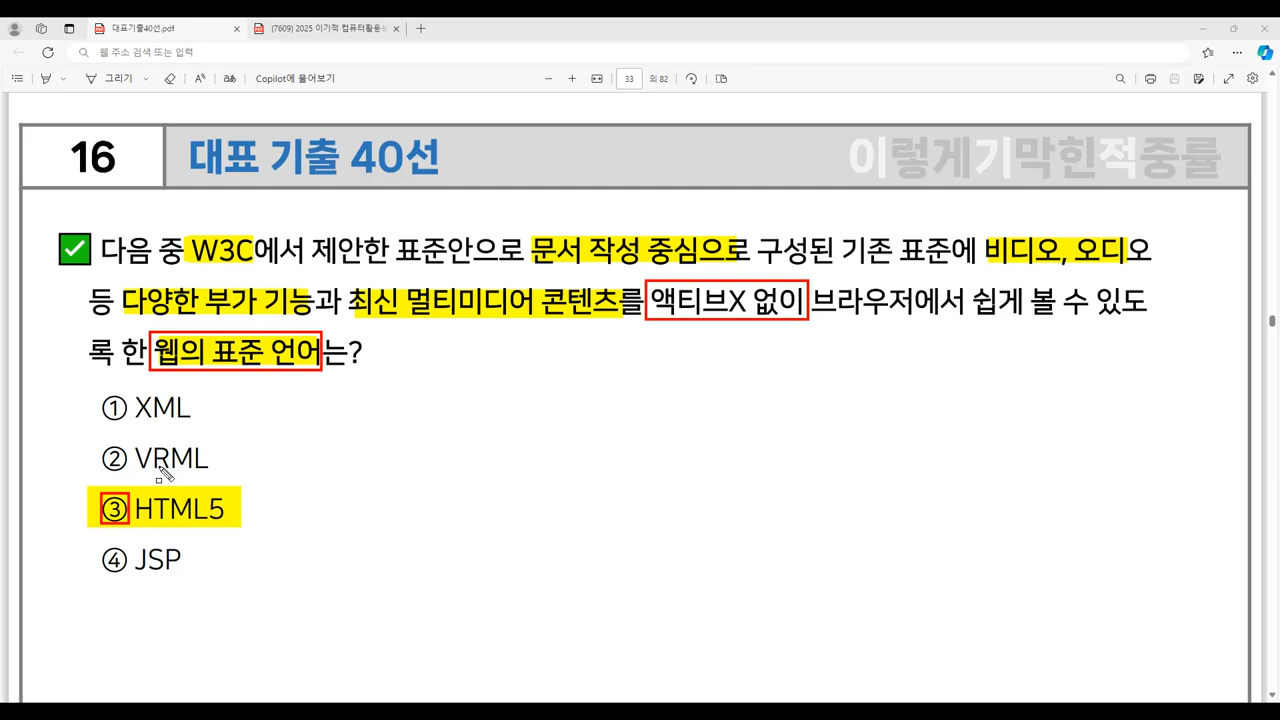 대표기출40선.pdf
(7609) 2025 이기적 컴퓨터활용능
웹 주소 검색 또는 입력
그리기
Copilot에 물어보기
33
외 82
16
대표 기출 40선
이렇게기막힌적중률
다음 중 W3C에서 제안한 표준안으로 문서 작성 중심으로 구성된 기존 표준에 비디오, 오디오
등 다양한 부가 기능과 최신 멀티미디어 콘텐츠를 액티브X 없이 브라우저에서 쉽게 볼 수 있도
록 한 웹의 표준 언어는?
① XML
② VRML
③ HTML5
④ JSP